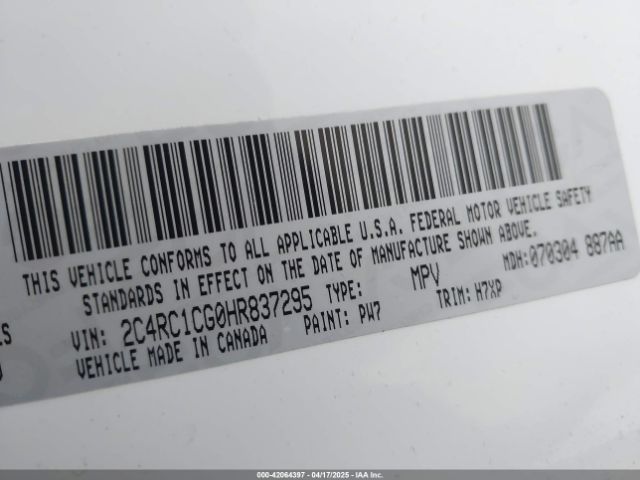 THIS VEHICLE CONFORMS TO ALL APPLICABLE U.S.A. FEDERAL MOTOR VEHICLE SAFETY
STANDARDS IN EFFECT ON THE DATE OF MANUFACTURE SHOWN ABOVE.
VIN: 2C4RC1CG0HR837295 TYPE: MPV MDH:070304 887AA
VEHICLE MADE IN CANADA PAINT: PW7 TRIM: H7XP
000-42064397 - 04/17/2025 - IAA Inc.